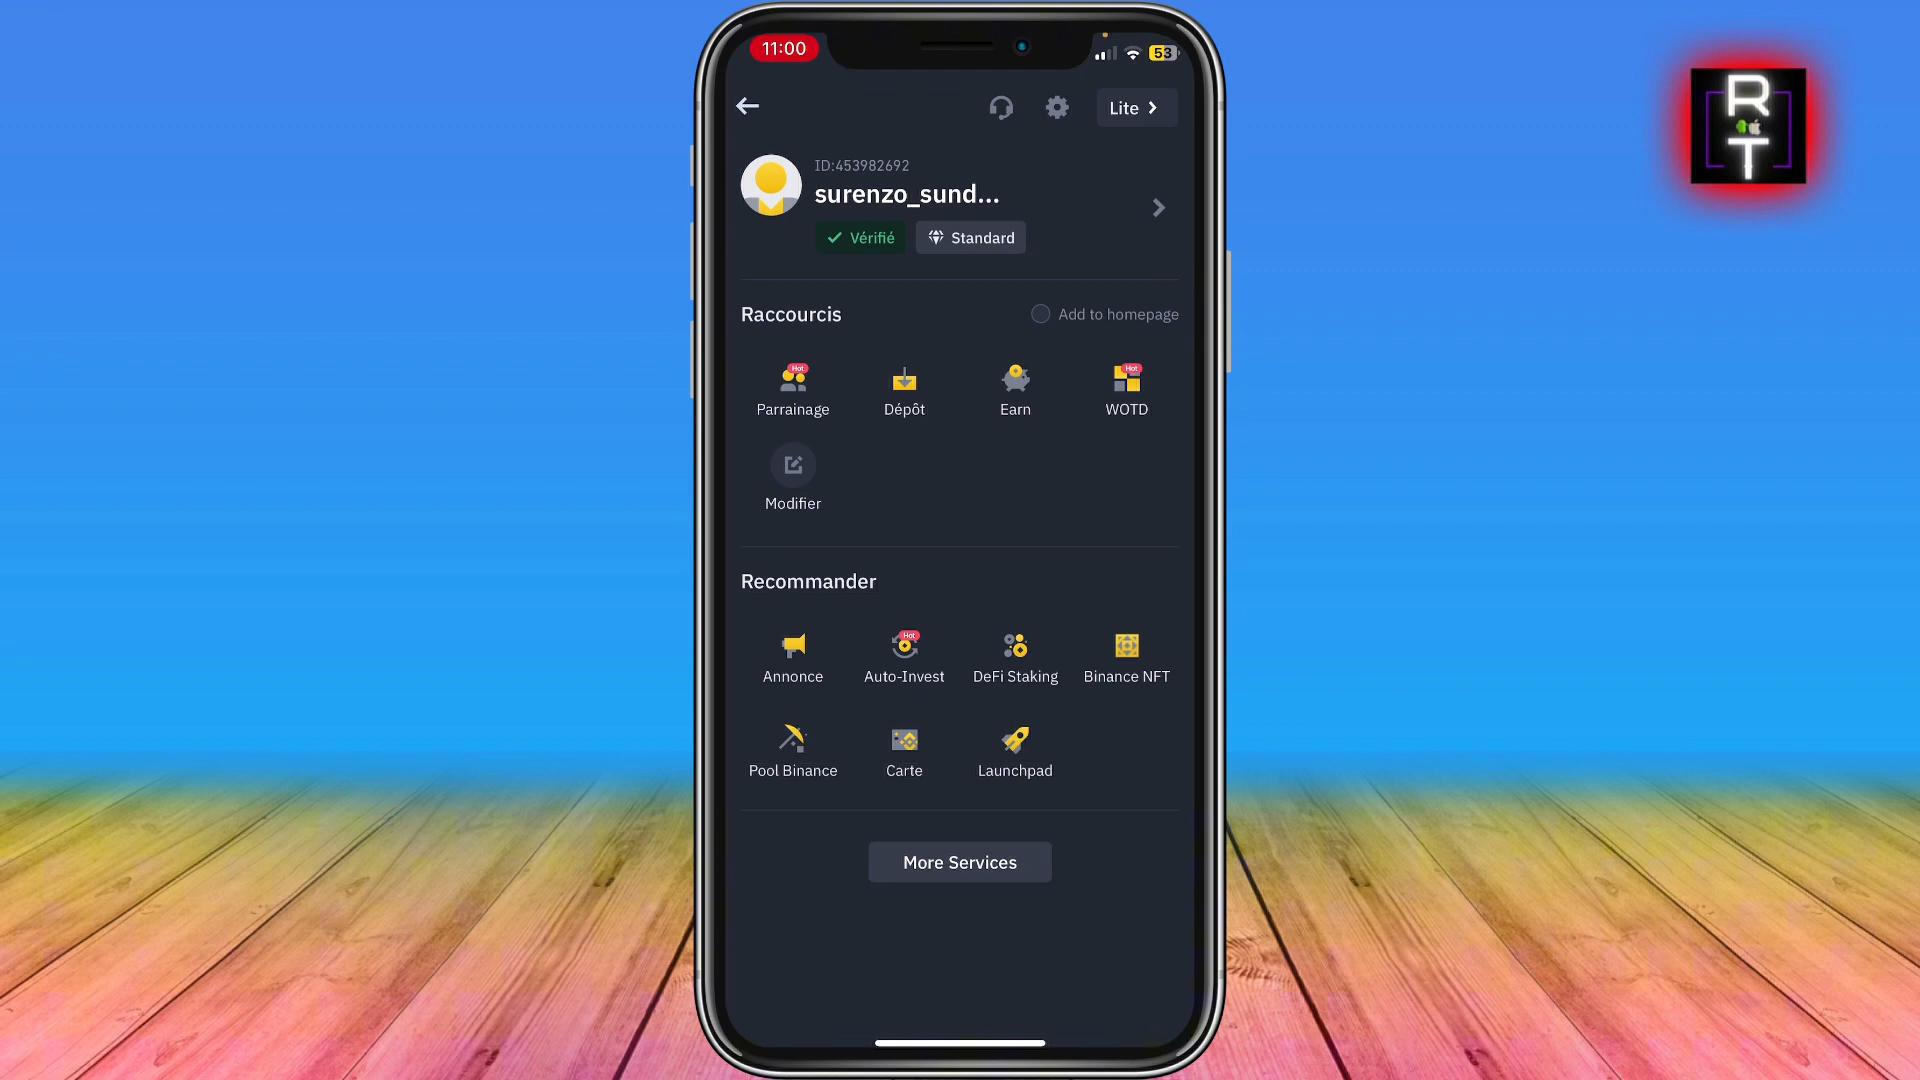 11:00
53
Lite
R
T
ID:453982692
surenzo_sund...
Vérifié
Standard
Raccourcis
Add to homepage
Hot
Hot
Parrainage
Dépôt
Earn
WOTD
Modifier
Recommander
Hot
Annonce
Auto-Invest
DeFi Staking
Binance NFT
Pool Binance
Carte
Launchpad
More Services